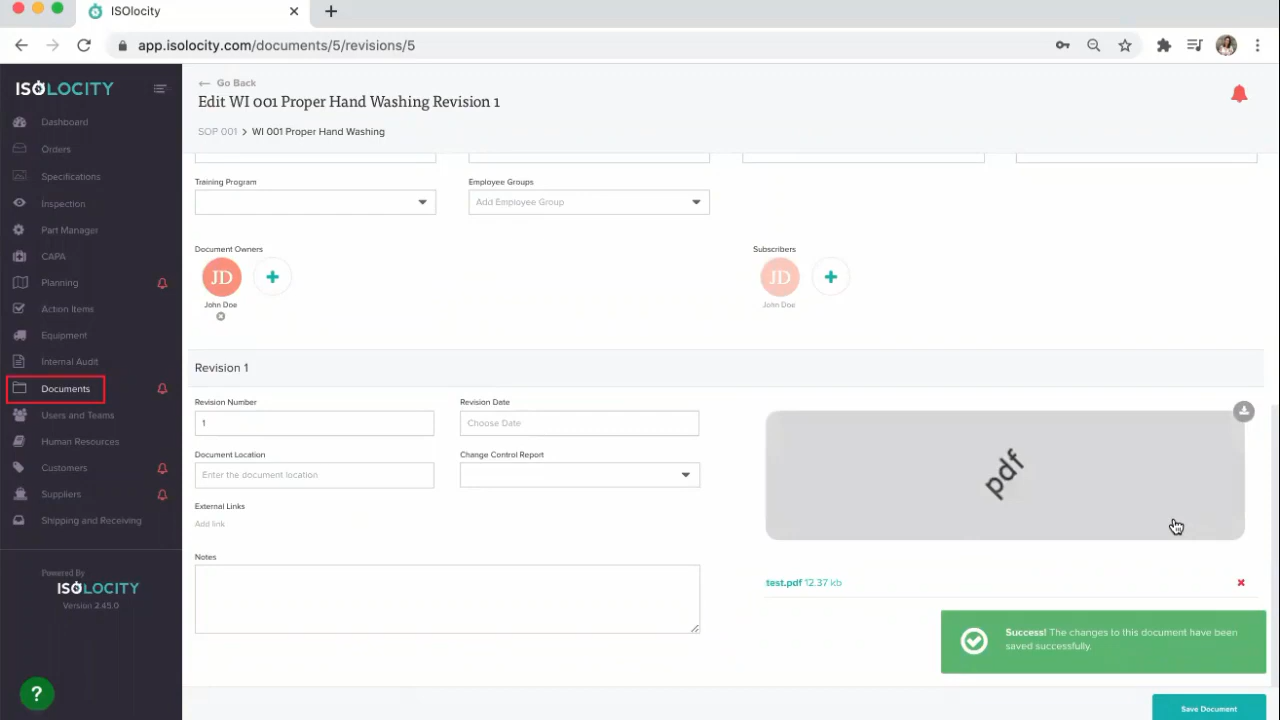 ISOlocity
app.isolocity.com/documents/5/revisions/5
ISOLOCITY
Dashboard
Orders
Specifications
Inspection
Part Manager
CAPA
Planning
Action Items
Equipment
Internal Audit
Documents
Users and Teams
Human Resources
Customers
Suppliers
Shipping and Receiving
Powered By
ISOLOCITY
Version 2.45.0
?
Go Back
Edit WI 001 Proper Hand Washing Revision 1
SOP 001 > WI 001 Proper Hand Washing
Training Program
Employee Groups
Add Employee Group
Document Owners
JD
John Doe
Subscribers
JD
John Doe
Revision 1
Revision Number
1
Revision Date
Choose Date
Document Location
Enter the document location
Change Control Report
External Links
Add link
Notes
pdf
test.pdf 12.37 kb
Success! The changes to this document have been
saved successfully.
Save Document